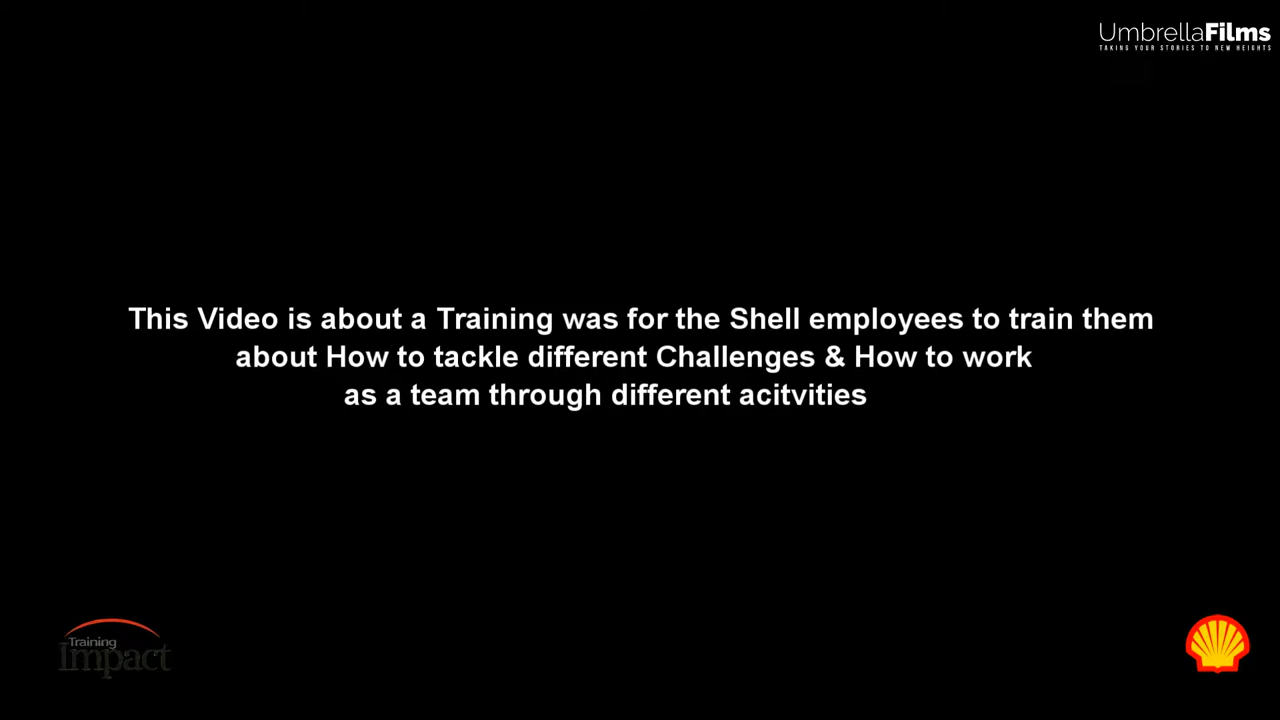 UmbrellaFilms
TAKING YOUR STORIES TO NEW HEIGHTS
This Video is about a Training was for the Shell employees to train them
about How to tackle different Challenges & How to work
as a team through different acitvities
Training
Impact